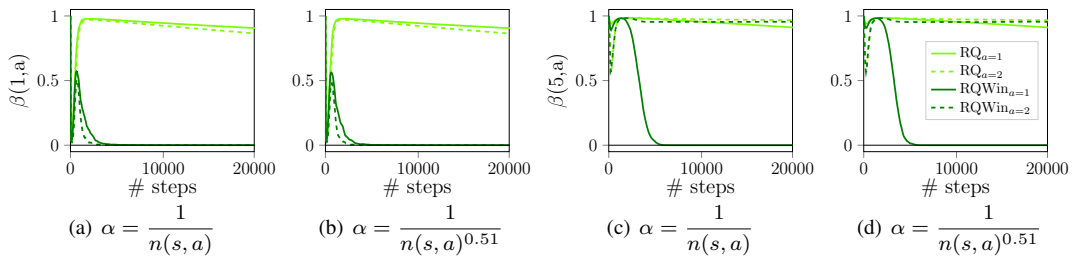 β(1,a)
1
0.5
0
0
10000
20000
# steps
(a) α = 1 / n(s, a)
1
0.5
0
0
10000
20000
# steps
(b) α = 1 / n(s, a)^0.51
β(5,a)
1
0.5
0
0
10000
20000
# steps
(c) α = 1 / n(s, a)
1
0.5
0
0
10000
20000
# steps
RQ_{a=1}
RQ_{a=2}
RQWin_{a=1}
RQWin_{a=2}
(d) α = 1 / n(s, a)^0.51